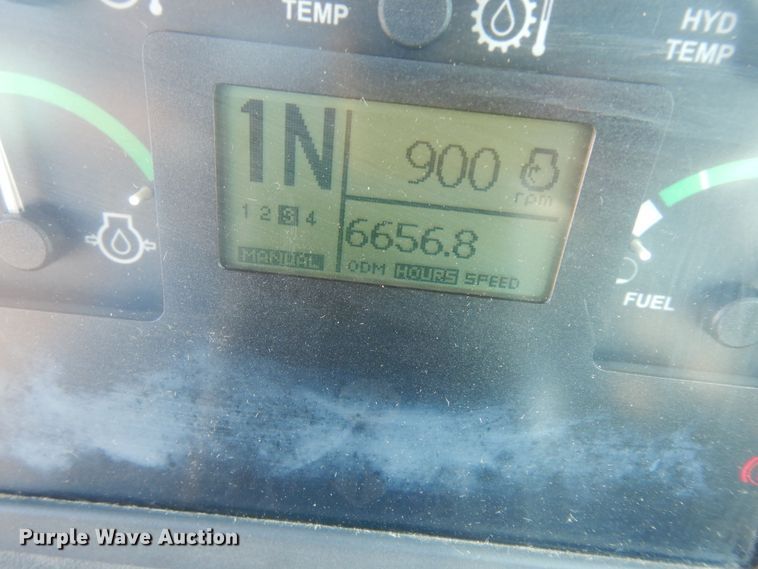 TEMP
HYD
TEMP
1N
900
rpm
1 2 3 4
6656.8
MANUAL
ODM HOURS SPEED
FUEL
Purple Wave Auction